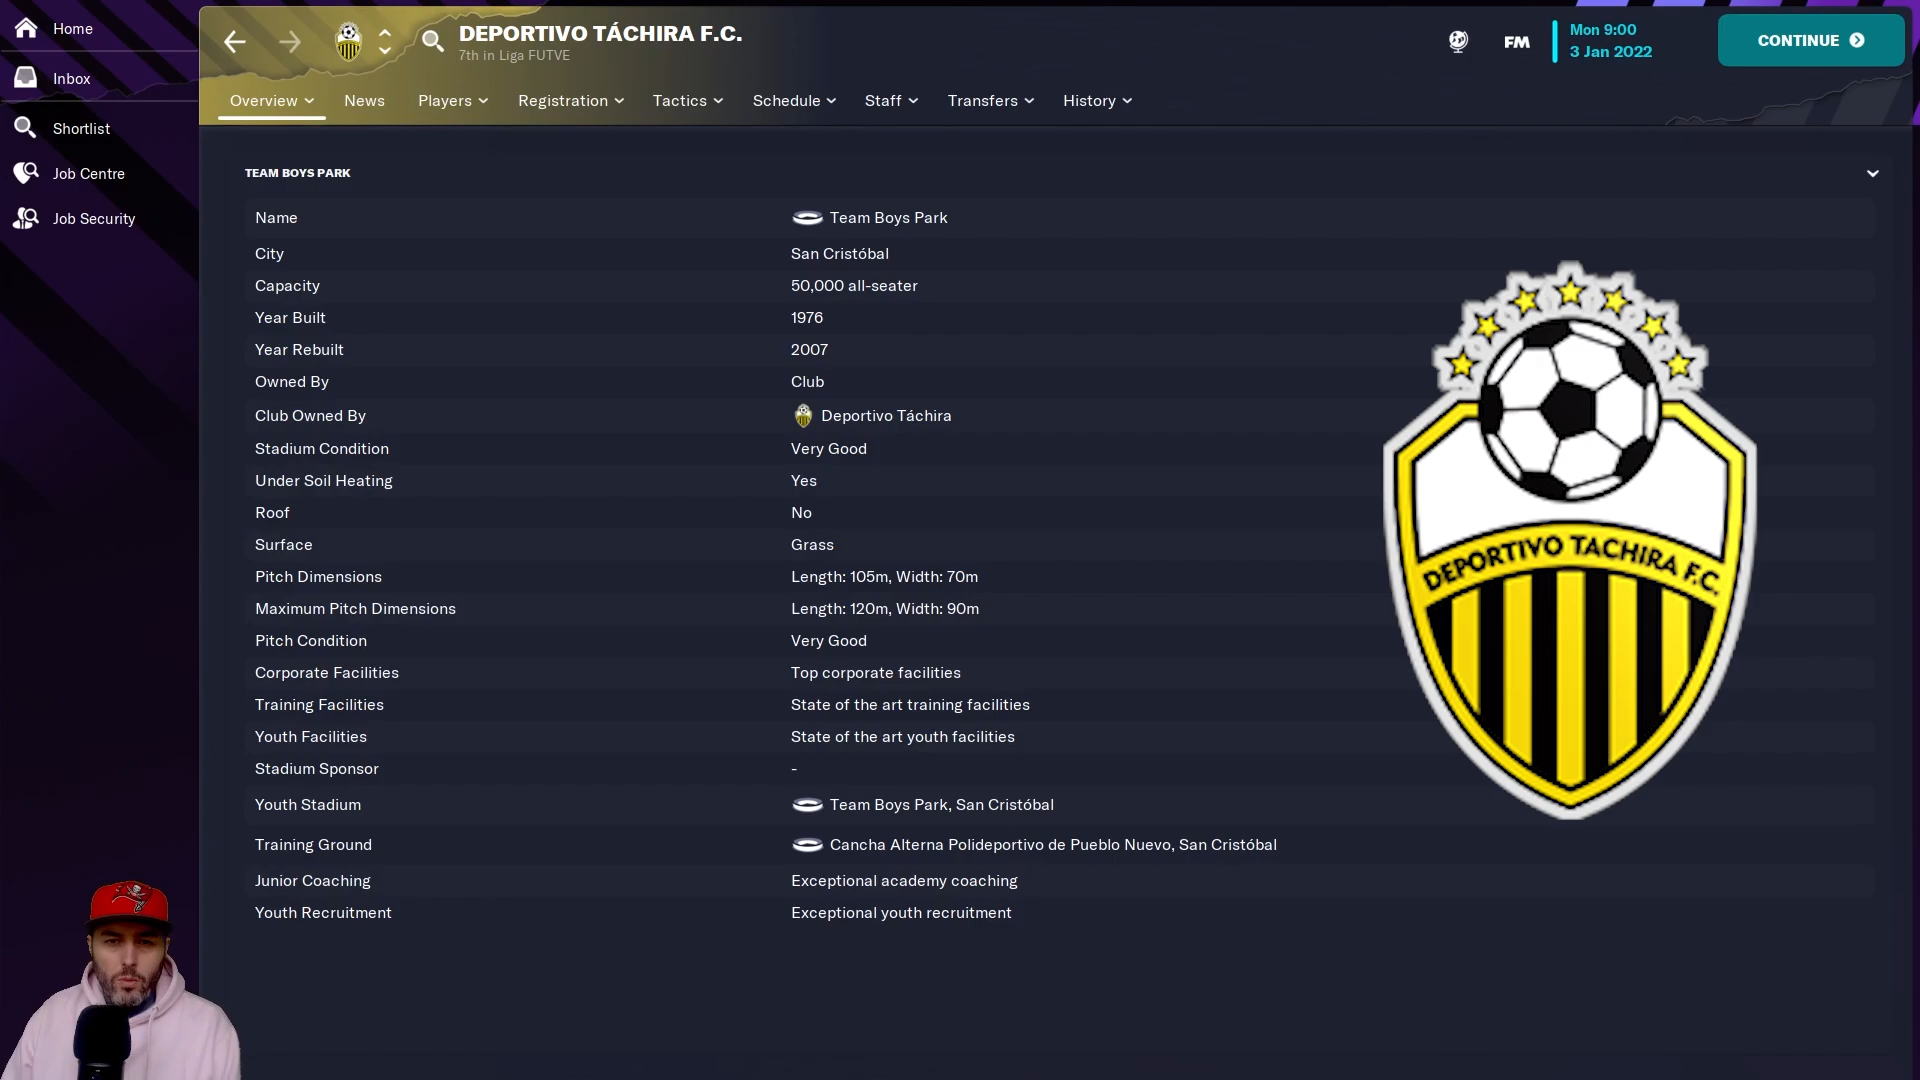 Home
Inbox
Shortlist
Job Centre
Job Security
DEPORTIVO TÁCHIRA F.C.
7th in Liga FUTVE
FM
Mon 9:00
3 Jan 2022
CONTINUE
Overview News Players Registration Tactics Schedule Staff Transfers History
TEAM BOYS PARK
Name Team Boys Park
City San Cristóbal
Capacity 50,000 all-seater
Year Built 1976
Year Rebuilt 2007
Owned By Club
Club Owned By Deportivo Táchira
Stadium Condition Very Good
Under Soil Heating Yes
Roof No
Surface Grass
Pitch Dimensions Length: 105m, Width: 70m
Maximum Pitch Dimensions Length: 120m, Width: 90m
Pitch Condition Very Good
Corporate Facilities Top corporate facilities
Training Facilities State of the art training facilities
Youth Facilities State of the art youth facilities
Stadium Sponsor -
Youth Stadium Team Boys Park, San Cristóbal
Training Ground Cancha Alterna Polideportivo de Pueblo Nuevo, San Cristóbal
Junior Coaching Exceptional academy coaching
Youth Recruitment Exceptional youth recruitment
DEPORTIVO TACHIRA F.C.